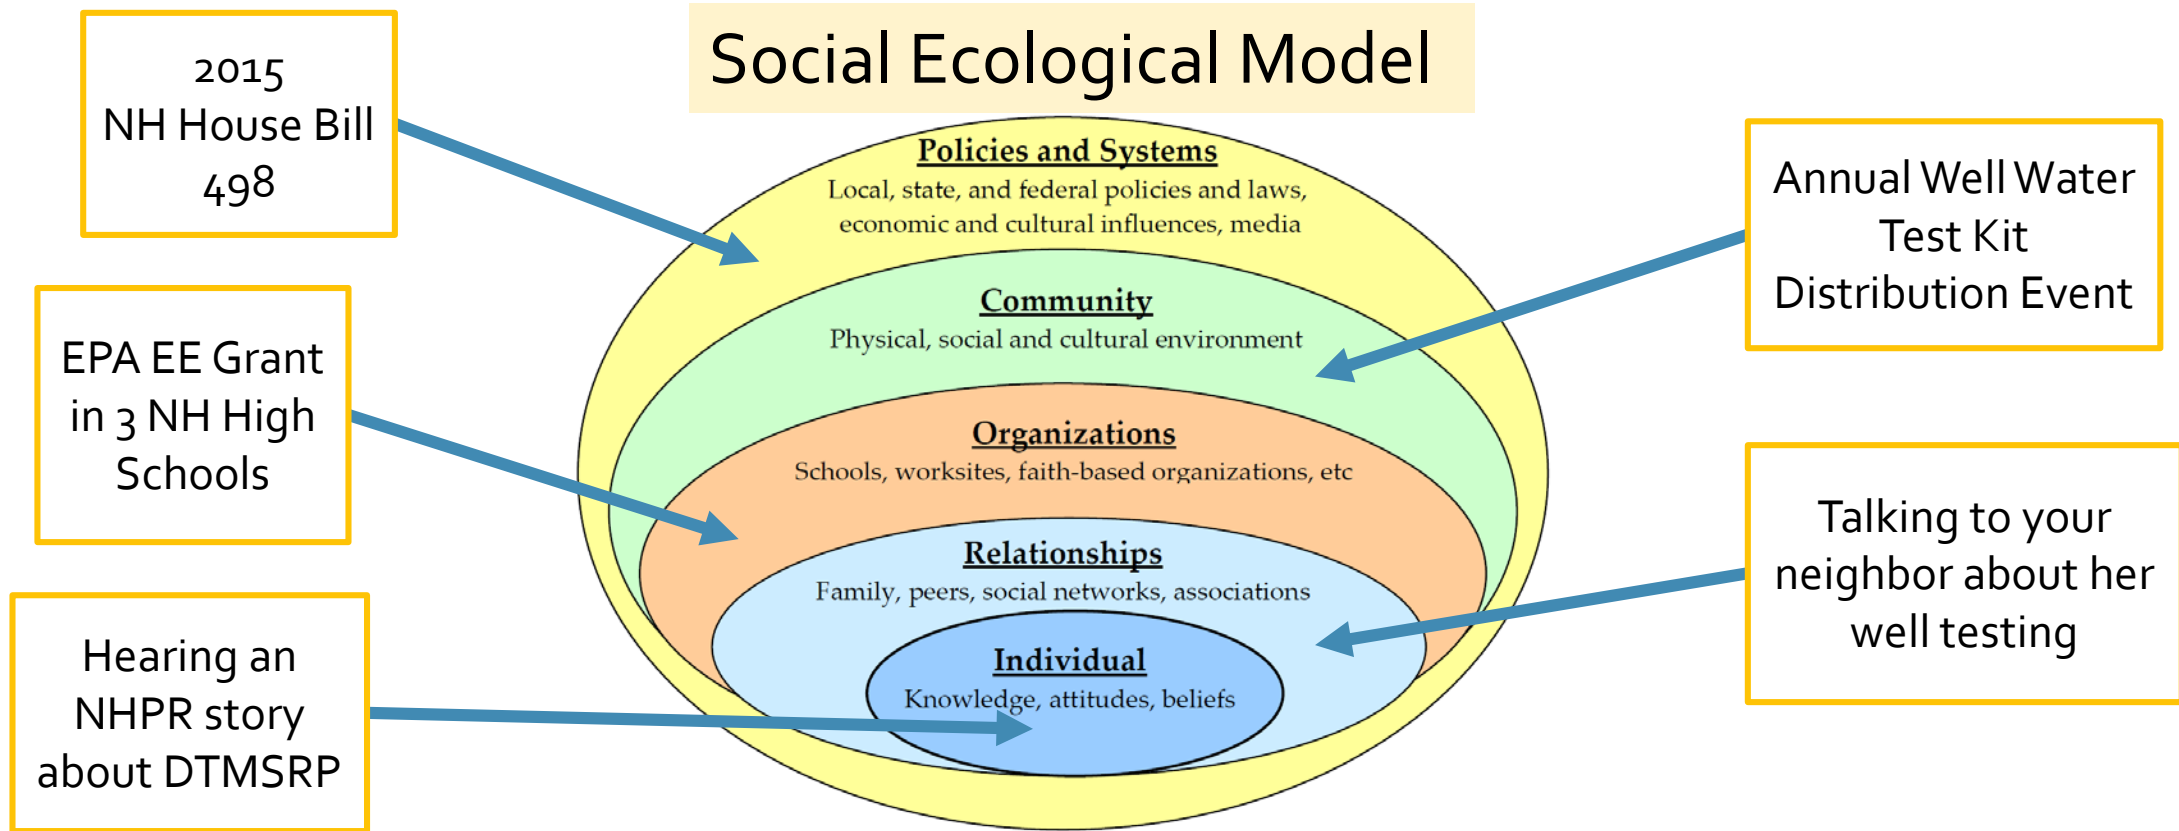 Social Ecological Model
2015
NH House Bill
498
EPA EE Grant
in 3 NH High
Schools
Hearing an
NHPR story
about DTMSRP
Policies and Systems
Local, state, and federal policies and laws,
economic and cultural influences, media
Community
Physical, social and cultural environment
Organizations
Schools, worksites, faith-based organizations, etc
Relationships
Family, peers, social networks, associations
Individual
Knowledge, attitudes, beliefs
Annual Well Water
Test Kit
Distribution Event
Talking to your
neighbor about her
well testing